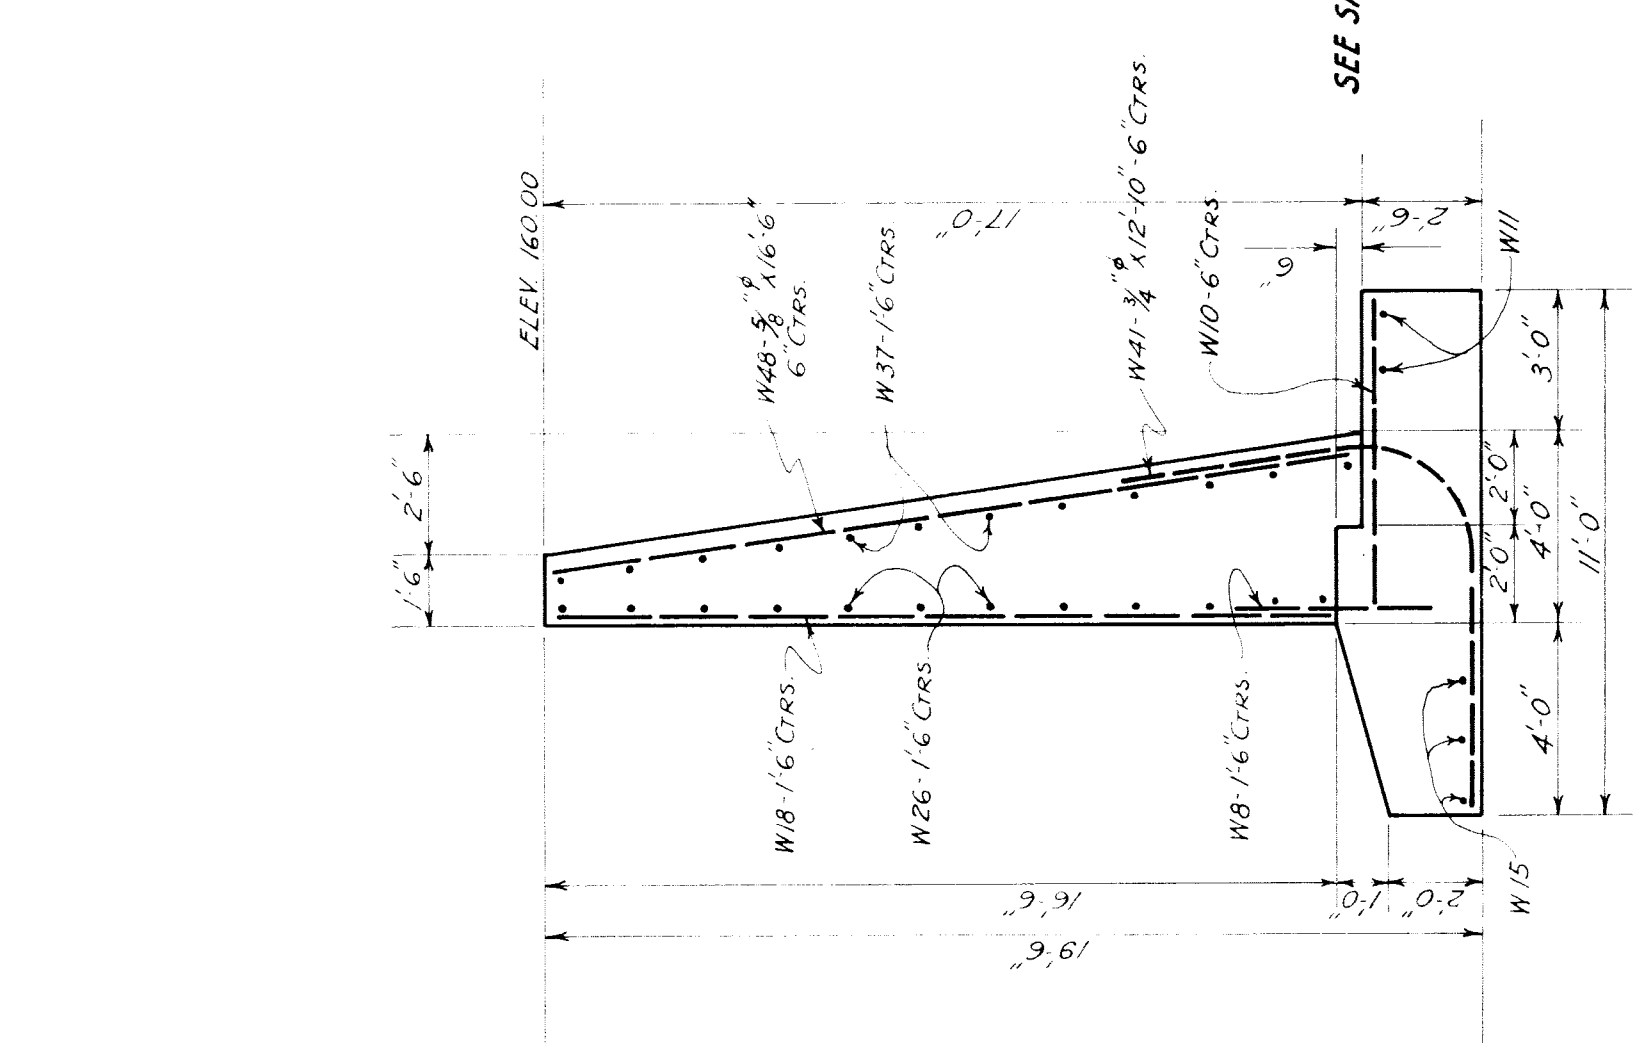 ELEV. 160.00
1'-6"
2'-6"
17'-0"
2'-6"
6"
W48-5/8"φ x16'-6"
6" CTRS.
W37-1'-6" CTRS.
W41-3/4"φ x12'-10"-6" CTRS.
W10-6" CTRS.
W11
SEE
W18-1'-6" CTRS.
W26-1'-6" CTRS.
W8-1'-6" CTRS.
W15
3'-0"
2'-0"
2'-0"
4'-0"
4'-0"
11'-0"
16'-6"
1'-0"
2'-0"
19'-6"